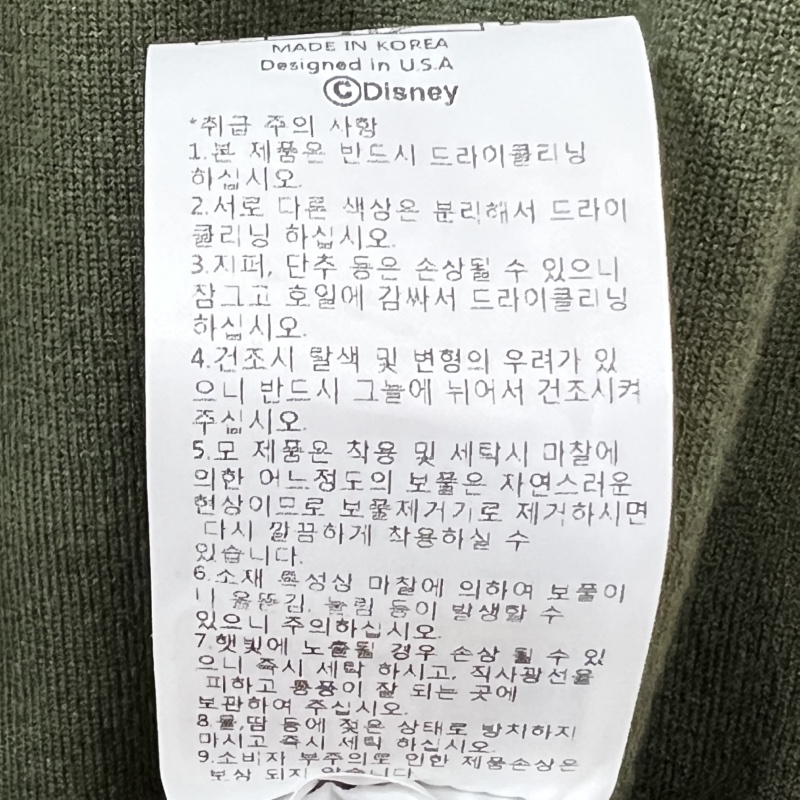 MADE IN KOREA
Designed in U.S.A
©Disney
*취급 주의 사항
1.본 제품은 반드시 드라이클리닝
하십시오.
2.서로 다른 색상은 분리해서 드라이
클리닝 하십시오.
3.지퍼, 단추 등은 손상될 수 있으니
잠그고 호일에 감싸서 드라이클리닝
하십시오.
4.건조시 탈색 및 변형의 우려가 있
으니 반드시 그늘에 뉘어서 건조시켜
주십시오.
5.모 제품은 착용 및 세탁시 마찰에
의한 어느정도의 보풀은 자연스러운
현상이므로 보풀제거기로 제거하시면
다시 깔끔하게 착용하실 수
있습니다.
6.소재 특성상 마찰에 의하여 보풀이
나 올뜯김, 눌림 등이 발생할 수
있으니 주의하십시오.
7.햇빛에 노출될 경우 손상 될 수 있
으니 즉시 세탁 하시고, 직사광선을
피하고 통풍이 잘 되는 곳에
보관하여 주십시오.
8.물,땀 등에 젖은 상태로 방치하지
마시고 즉시 세탁 하십시오.
9.소비자 부주의로 인한 제품손상은
보상 되지 않습니다